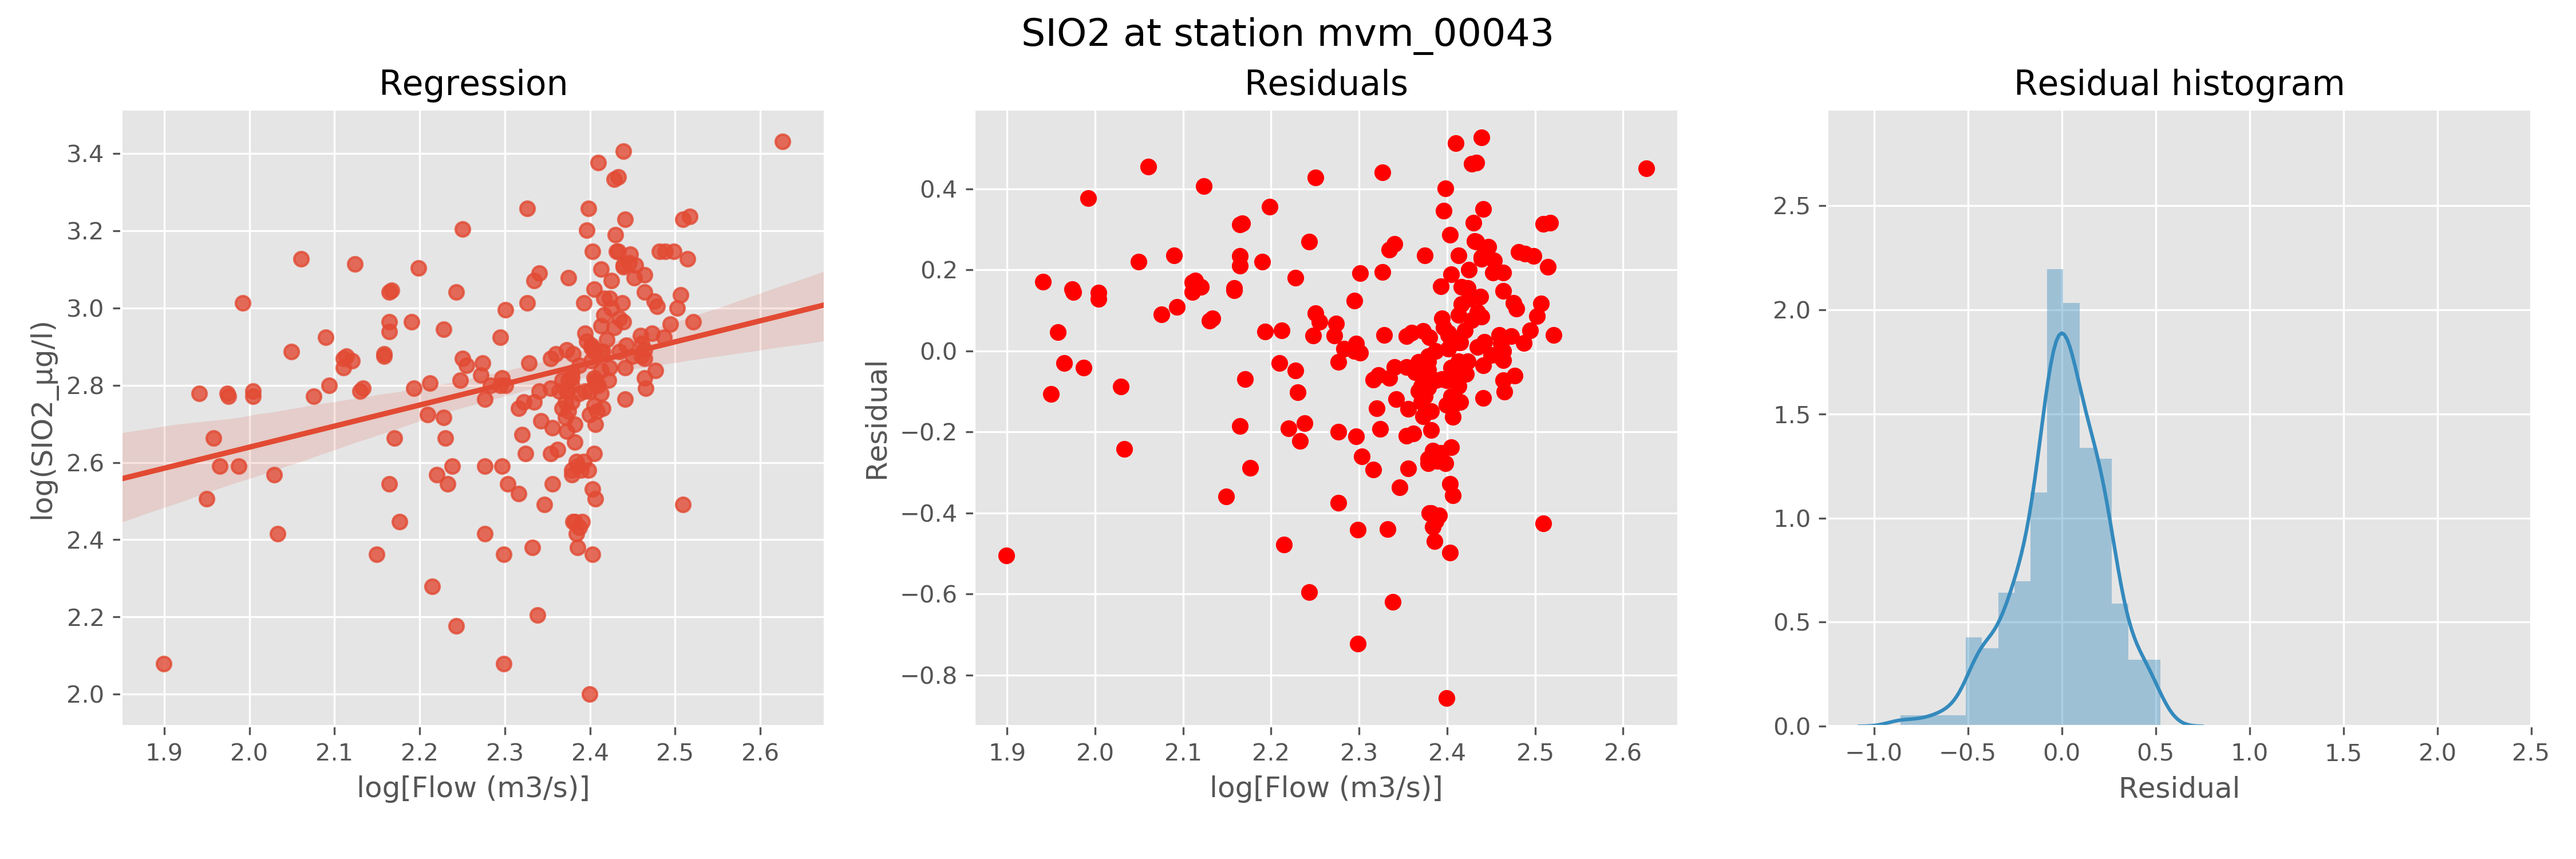 SIO2 at station mvm_00043
Regression
3.4
3.2
3.0
2.8
2.6
2.4
2.2
2.0
log(SIO2_µg/l)
1.9 2.0 2.1 2.2 2.3 2.4 2.5 2.6
log[Flow (m3/s)]
Residuals
0.4
0.2
0.0
−0.2
−0.4
−0.6
−0.8
Residual
1.9 2.0 2.1 2.2 2.3 2.4 2.5 2.6
log[Flow (m3/s)]
Residual histogram
2.5
2.0
1.5
1.0
0.5
0.0
−1.0 −0.5 0.0 0.5 1.0 1.5 2.0 2.5
Residual